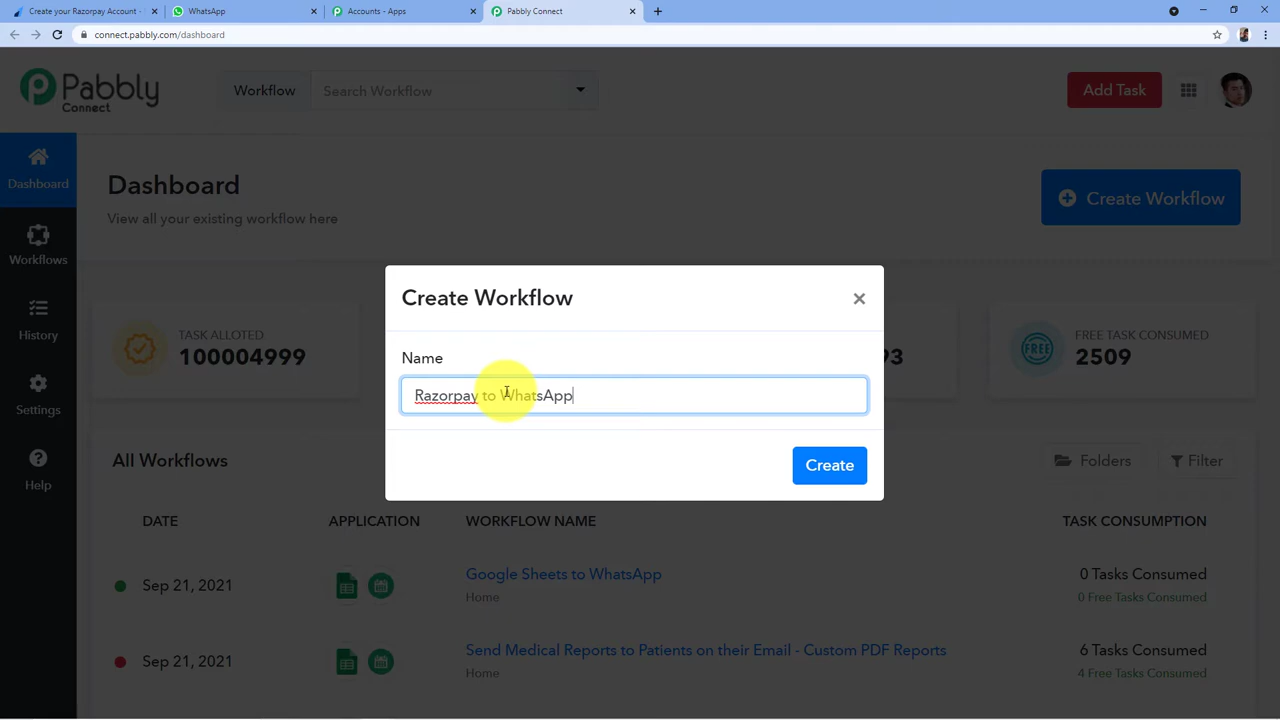 Create your Razorpay Account -
WhatsApp
Accounts - Apps
Pabbly Connect
connect.pabbly.com/dashboard
Pabbly
Connect
Workflow
Search Workflow
Add Task
Dashboard
Dashboard
View all your existing workflow here
Create Workflow
Workflows
History
Settings
Help
TASK ALLOTED
100004999
93
FREE TASK CONSUMED
2509
FREE
Create Workflow
×
Name
Razorpay to WhatsApp
Create
All Workflows
Folders
Filter
DATE
APPLICATION
WORKFLOW NAME
TASK CONSUMPTION
Sep 21, 2021
Google Sheets to WhatsApp
Home
0 Tasks Consumed
0 Free Tasks Consumed
Sep 21, 2021
Send Medical Reports to Patients on their Email - Custom PDF Reports
Home
6 Tasks Consumed
4 Free Tasks Consumed